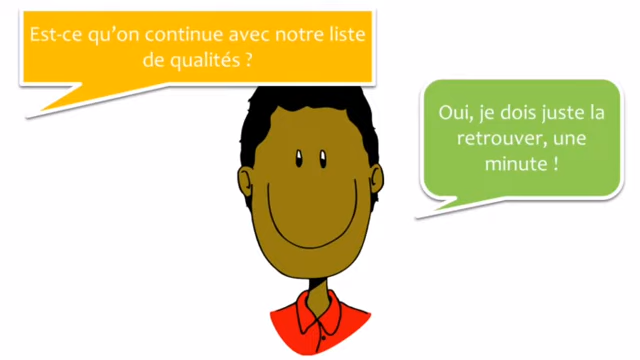 Est-ce qu’on continue avec notre liste
de qualités ?
Oui, je dois juste la
retrouver, une
minute !